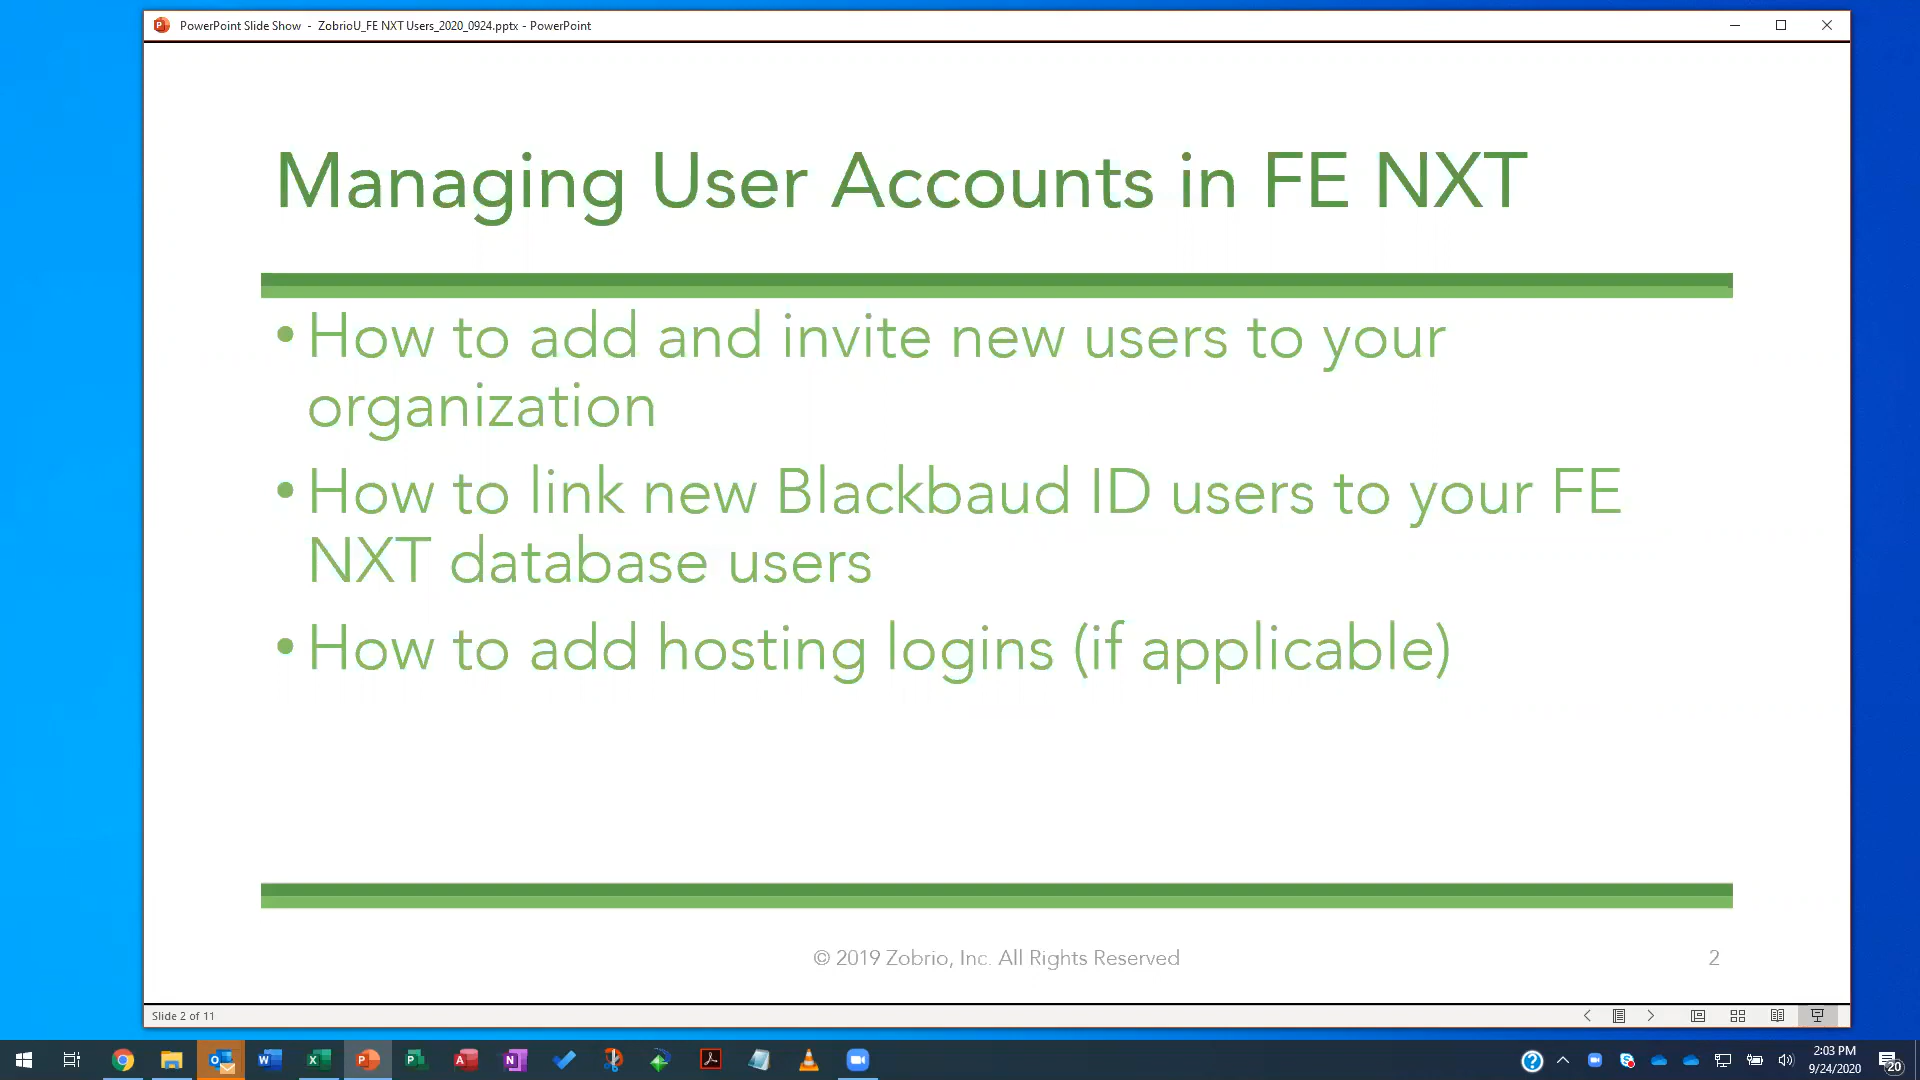 PowerPoint Slide Show - ZobrioU_FE NXT Users_2020_0924.pptx - PowerPoint
Managing User Accounts in FE NXT
• How to add and invite new users to your
organization
• How to link new Blackbaud ID users to your FE
NXT database users
• How to add hosting logins (if applicable)
© 2019 Zobrio, Inc. All Rights Reserved
2
Slide 2 of 11
2:03 PM
9/24/2020
20